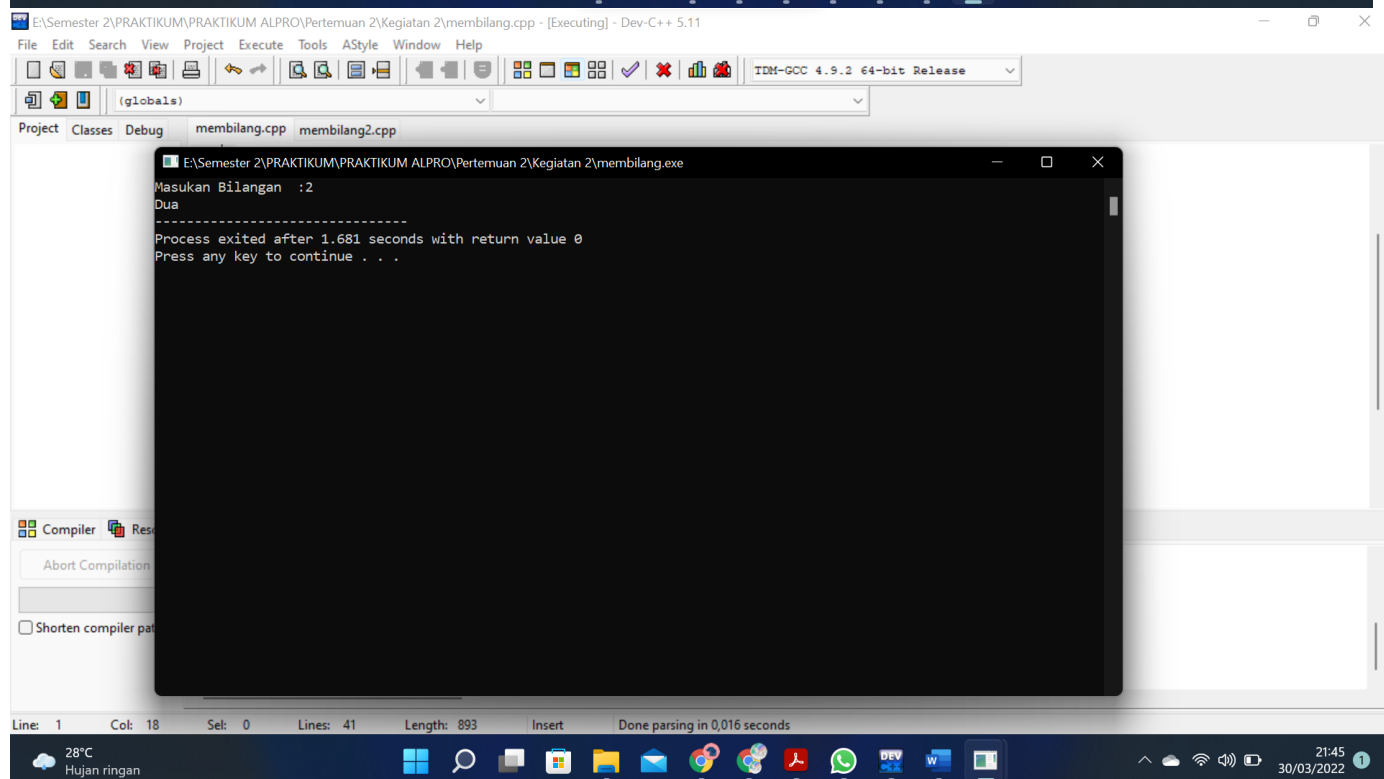 E:\Semester 2\PRAKTIKUM\PRAKTIKUM ALPRO\Pertemuan 2\Kegiatan 2\membilang.cpp - [Executing] - Dev-C++ 5.11
File Edit Search View Project Execute Tools AStyle Window Help
TDM-GCC 4.9.2 64-bit Release
(globals)
Project Classes Debug membilang.cpp membilang2.cpp
E:\Semester 2\PRAKTIKUM\PRAKTIKUM ALPRO\Pertemuan 2\Kegiatan 2\membilang.exe
Masukan Bilangan  :2
Dua
--------------------------------
Process exited after 1.681 seconds with return value 0
Press any key to continue . . .
Compiler Reso
Abort Compilation
Shorten compiler pat
Line: 1 Col: 18 Sel: 0 Lines: 41 Length: 893 Insert Done parsing in 0,016 seconds
28°C
Hujan ringan
DEV
W
21:45
30/03/2022
1